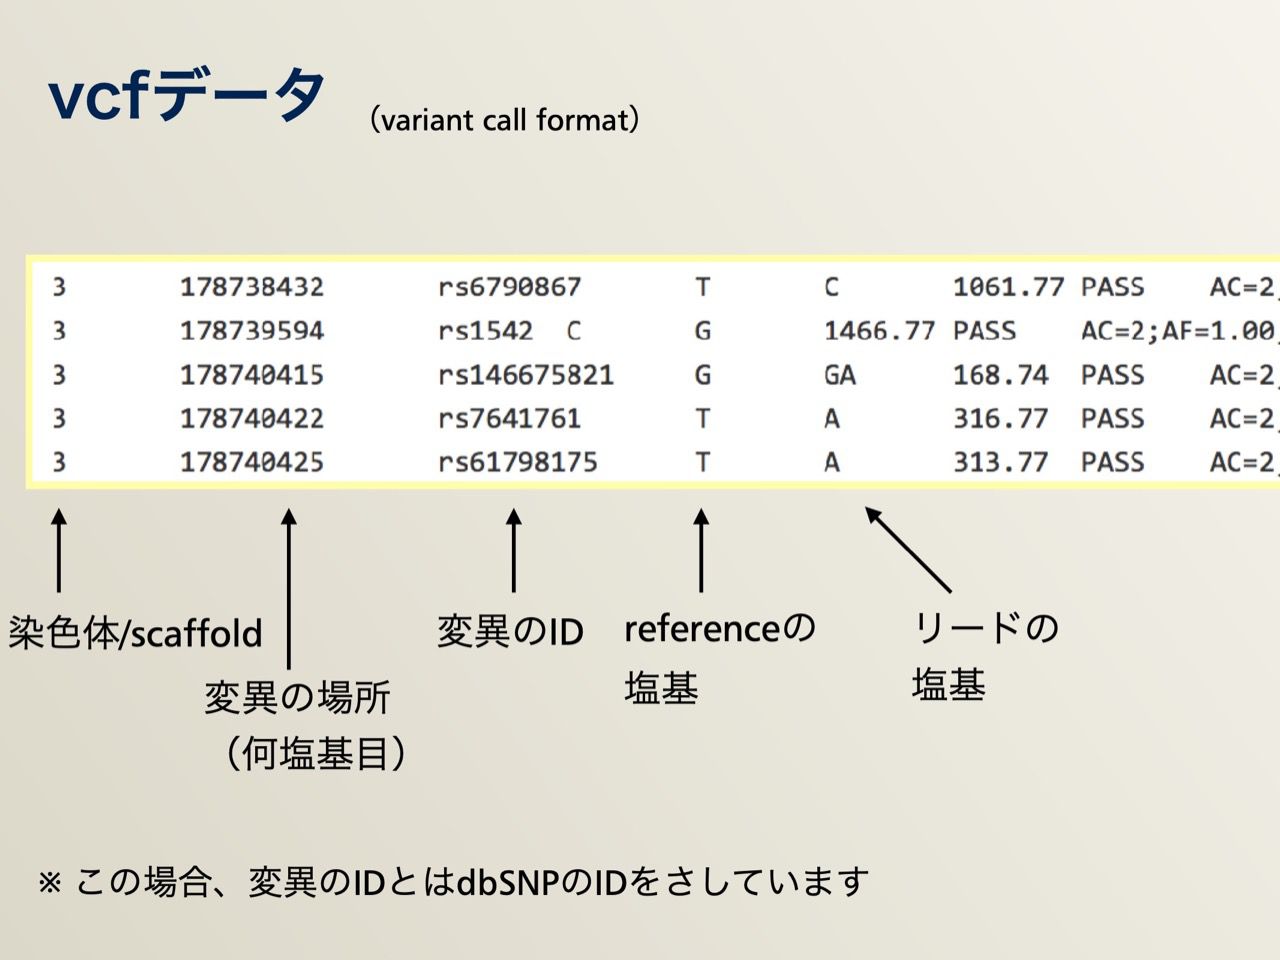 vcfデータ （variant call format）
3 178738432 rs6790867 T C 1061.77 PASS AC=2;
3 178739594 rs1542 C G 1466.77 PASS AC=2;AF=1.00
3 178740415 rs146675821 G GA 168.74 PASS AC=2;
3 178740422 rs7641761 T A 316.77 PASS AC=2;
3 178740425 rs61798175 T A 313.77 PASS AC=2;
染色体/scaffold
変異の場所
（何塩基目）
変異のID
referenceの
塩基
リードの
塩基
※ この場合、変異のIDとはdbSNPのIDをさしています